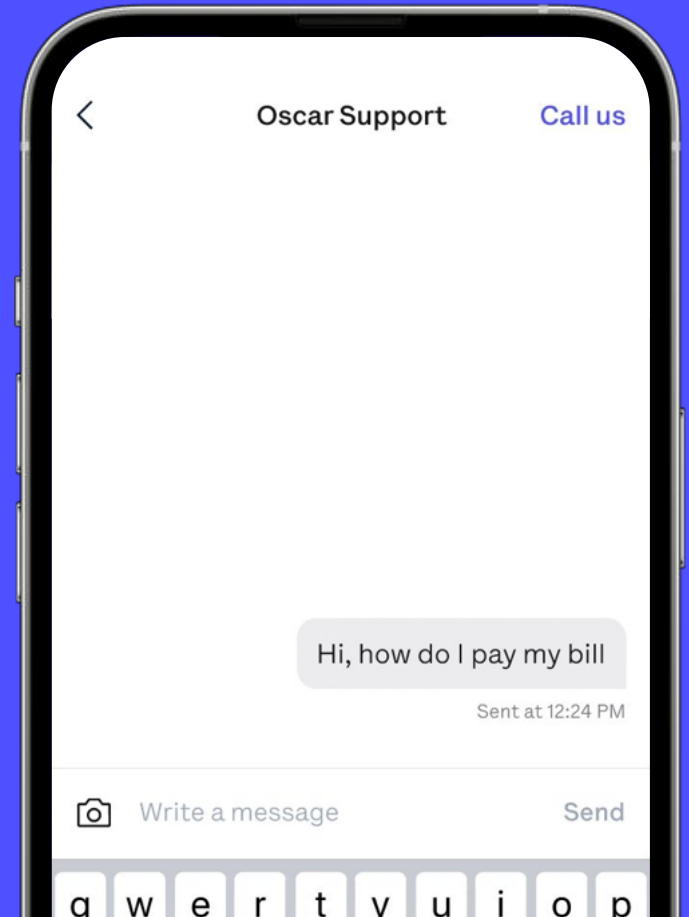 Oscar Support
Call us
Hi, how do I pay my bill
Sent at 12:24 PM
Write a message
Send
q w e r t y u i o p